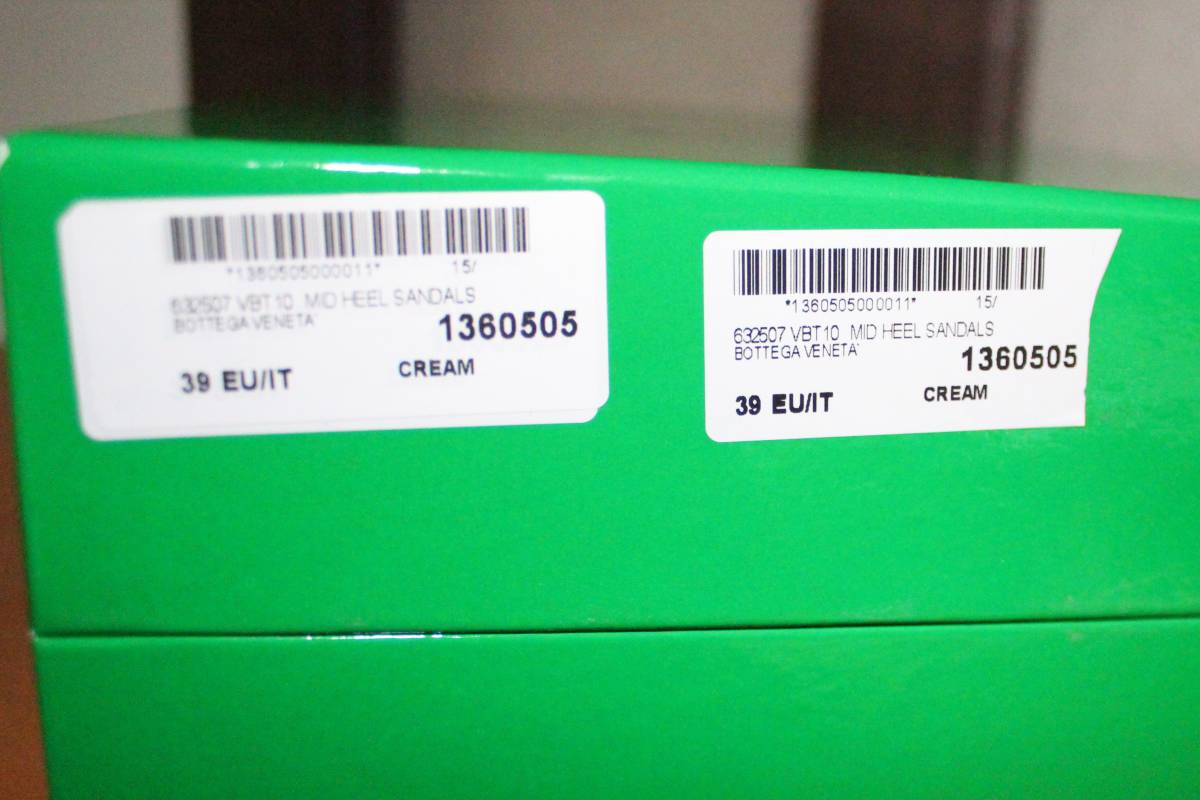 *1360505000011* 15/
632507 VBT10 MID HEEL SANDALS
BOTTEGA VENETA
1360505
39 EU/IT
CREAM
*1360505000011* 15/
632507 VBT10 MID HEEL SANDALS
BOTTEGA VENETA'
1360505
39 EU/IT
CREAM